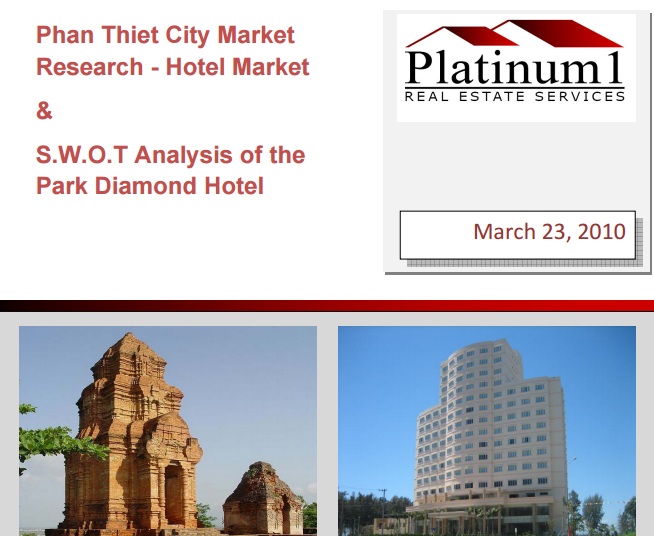 Phan Thiet City Market
Research - Hotel Market
&
S.W.O.T Analysis of the
Park Diamond Hotel
Platinum1
REAL ESTATE SERVICES
March 23, 2010